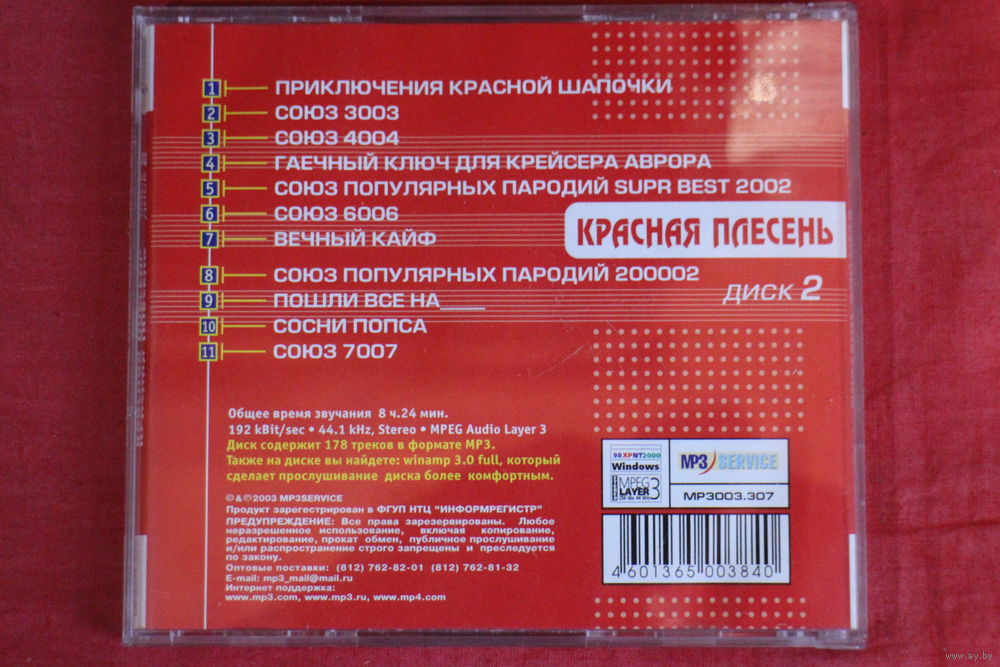 1 ПРИКЛЮЧЕНИЯ КРАСНОЙ ШАПОЧКИ
2 СОЮЗ 3003
3 СОЮЗ 4004
4 ГАЕЧНЫЙ КЛЮЧ ДЛЯ КРЕЙСЕРА АВРОРА
5 СОЮЗ ПОПУЛЯРНЫХ ПАРОДИЙ SUPR BEST 2002
6 СОЮЗ 6006
7 ВЕЧНЫЙ КАЙФ
КРАСНАЯ ПЛЕСЕНЬ
8 СОЮЗ ПОПУЛЯРНЫХ ПАРОДИЙ 200002
ДИСК 2
9 ПОШЛИ ВСЕ НА____
10 СОСНИ ПОПСА
11 СОЮЗ 7007
Общее время звучания 8 ч.24 мин.
192 kBit/sec • 44.1 kHz, Stereo • MPEG Audio Layer 3
Диск содержит 178 треков в формате MP3.
Также на диске вы найдете: winamp 3.0 full, который
сделает прослушивание диска более комфортным.
©&℗2003 MP3SERVICE
Продукт зарегестрирован в ФГУП НТЦ "ИНФОРМРЕГИСТР"
ПРЕДУПРЕЖДЕНИЕ: Все права зарезервированы. Любое
неразрешенное использование, включая копирование,
редактирование, прокат обмен, публичное прослушивание
и/или распространение строго запрещены и преследуется
по закону.
Оптовые поставки: (812) 762-82-01 (812) 762-81-32
E-mail: mp3_mail@mail.ru
Интернет поддержка:
www.mp3.com, www.mp3.ru, www.mp4.com
98XPNT2000
Windows
MPEG
LAYER 3
MP3 SERVICE
MP3003.307
4 601365 003840
www.ay.by